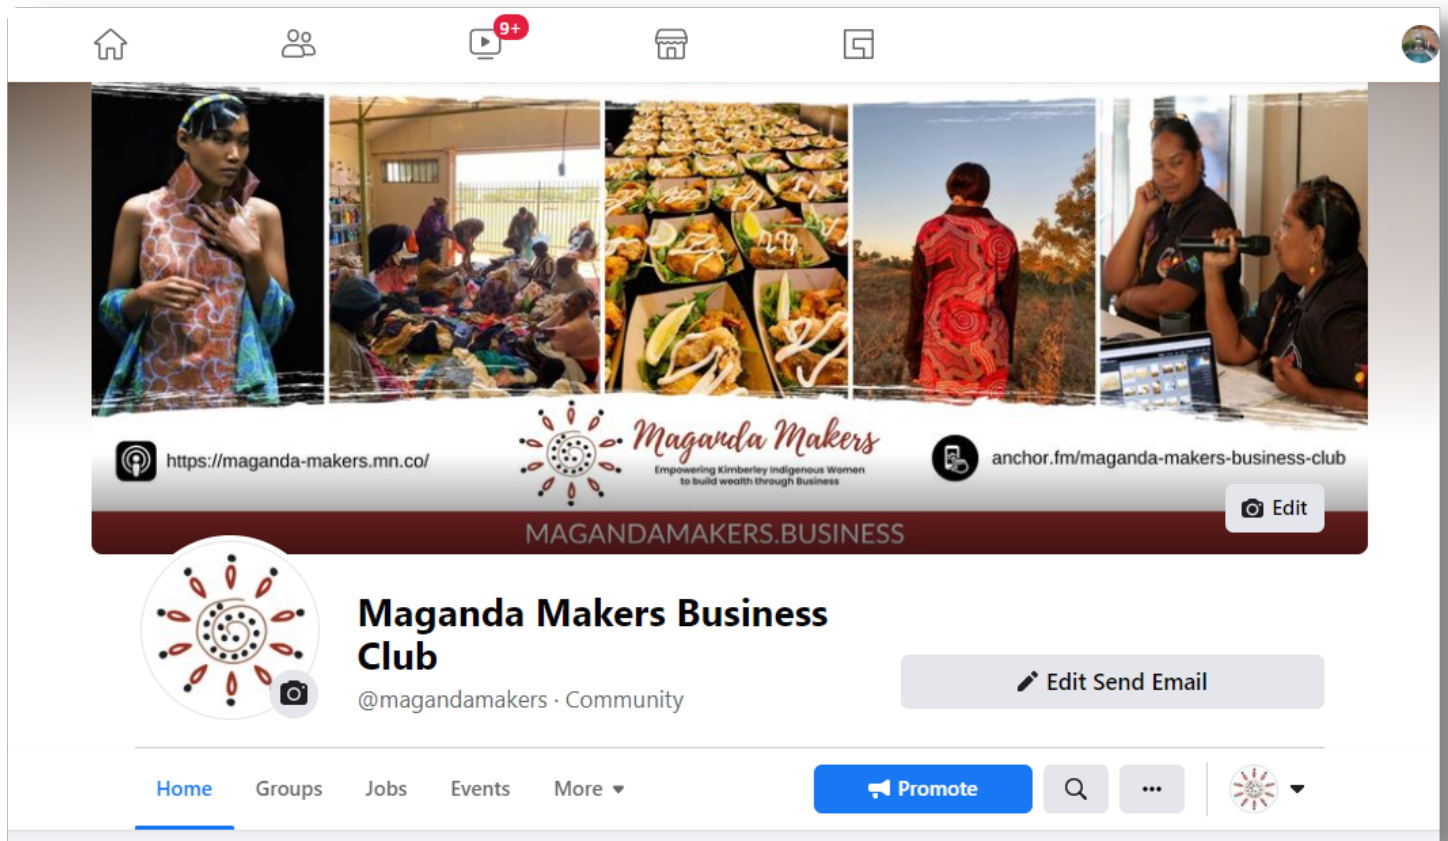 9+
https://maganda-makers.mn.co/
Maganda Makers
Empowering Kimberley Indigenous Women
to build wealth through Business
anchor.fm/maganda-makers-business-club
Edit
MAGANDAMAKERS.BUSINESS
Maganda Makers Business
Club
@magandamakers · Community
Edit Send Email
Home Groups Jobs Events More
Promote